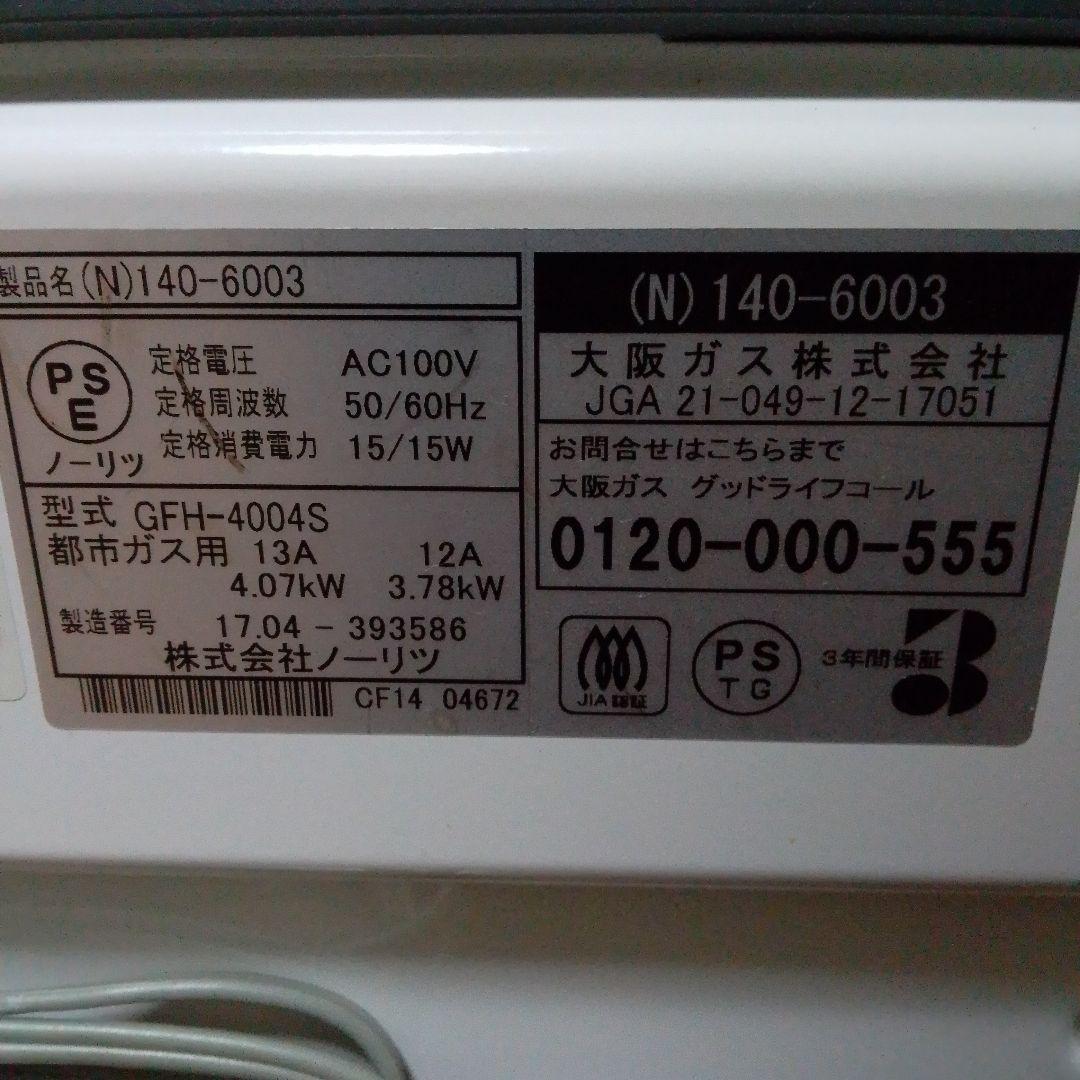 製品名(N)140-6003
PS
E
ノーリツ
定格電圧 AC100V
定格周波数 50/60Hz
定格消費電力 15/15W
型式 GFH-4004S
都市ガス用 13A 12A
4.07kW 3.78kW
製造番号 17.04-393586
株式会社ノーリツ
CF14 04672
(N)140-6003
大阪ガス株式会社
JGA 21-049-12-17051
お問合せはこちらまで
大阪ガス グッドライフコール
0120-000-555
JIA 認証
PS
TG
3年間保証
3